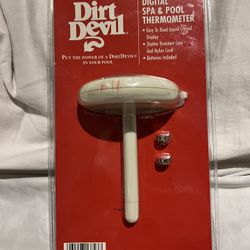 Dirt
Devil®
PUT THE POWER OF A DIRT DEVIL®
IN YOUR POOL
DIGITAL
SPA & POOL
THERMOMETER
• Easy To Read Liquid
Display
• Shatter Resistant Case
And Nylon Cord
• Batteries Included